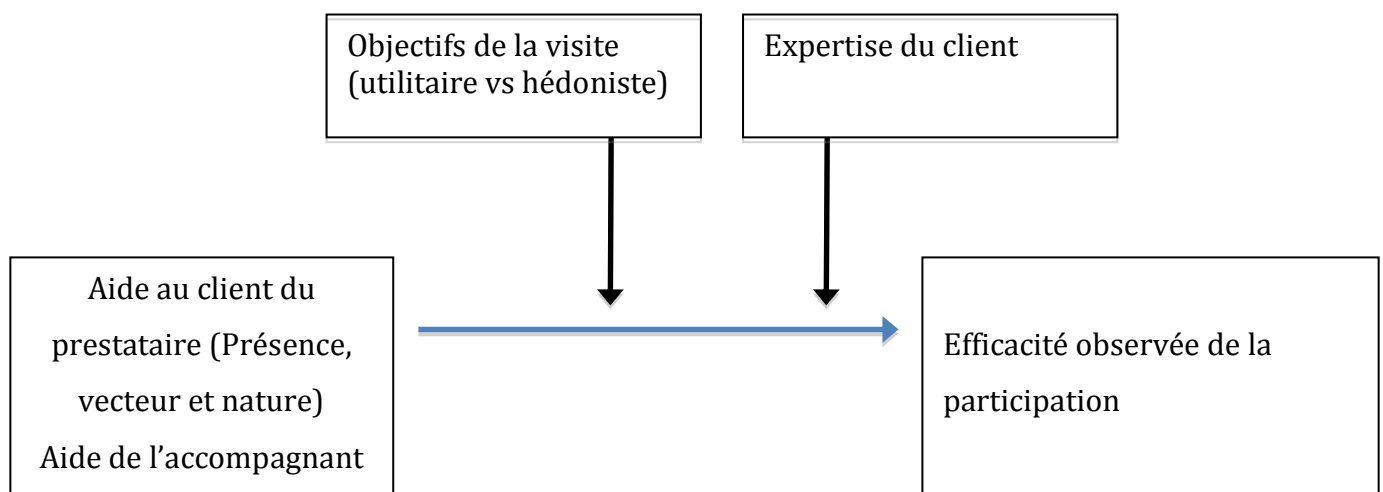 Objectifs de la visite
(utilitaire vs hédoniste)
Expertise du client
Aide au client du
prestataire (Présence,
vecteur et nature)
Aide de l’accompagnant
Efficacité observée de la
participation